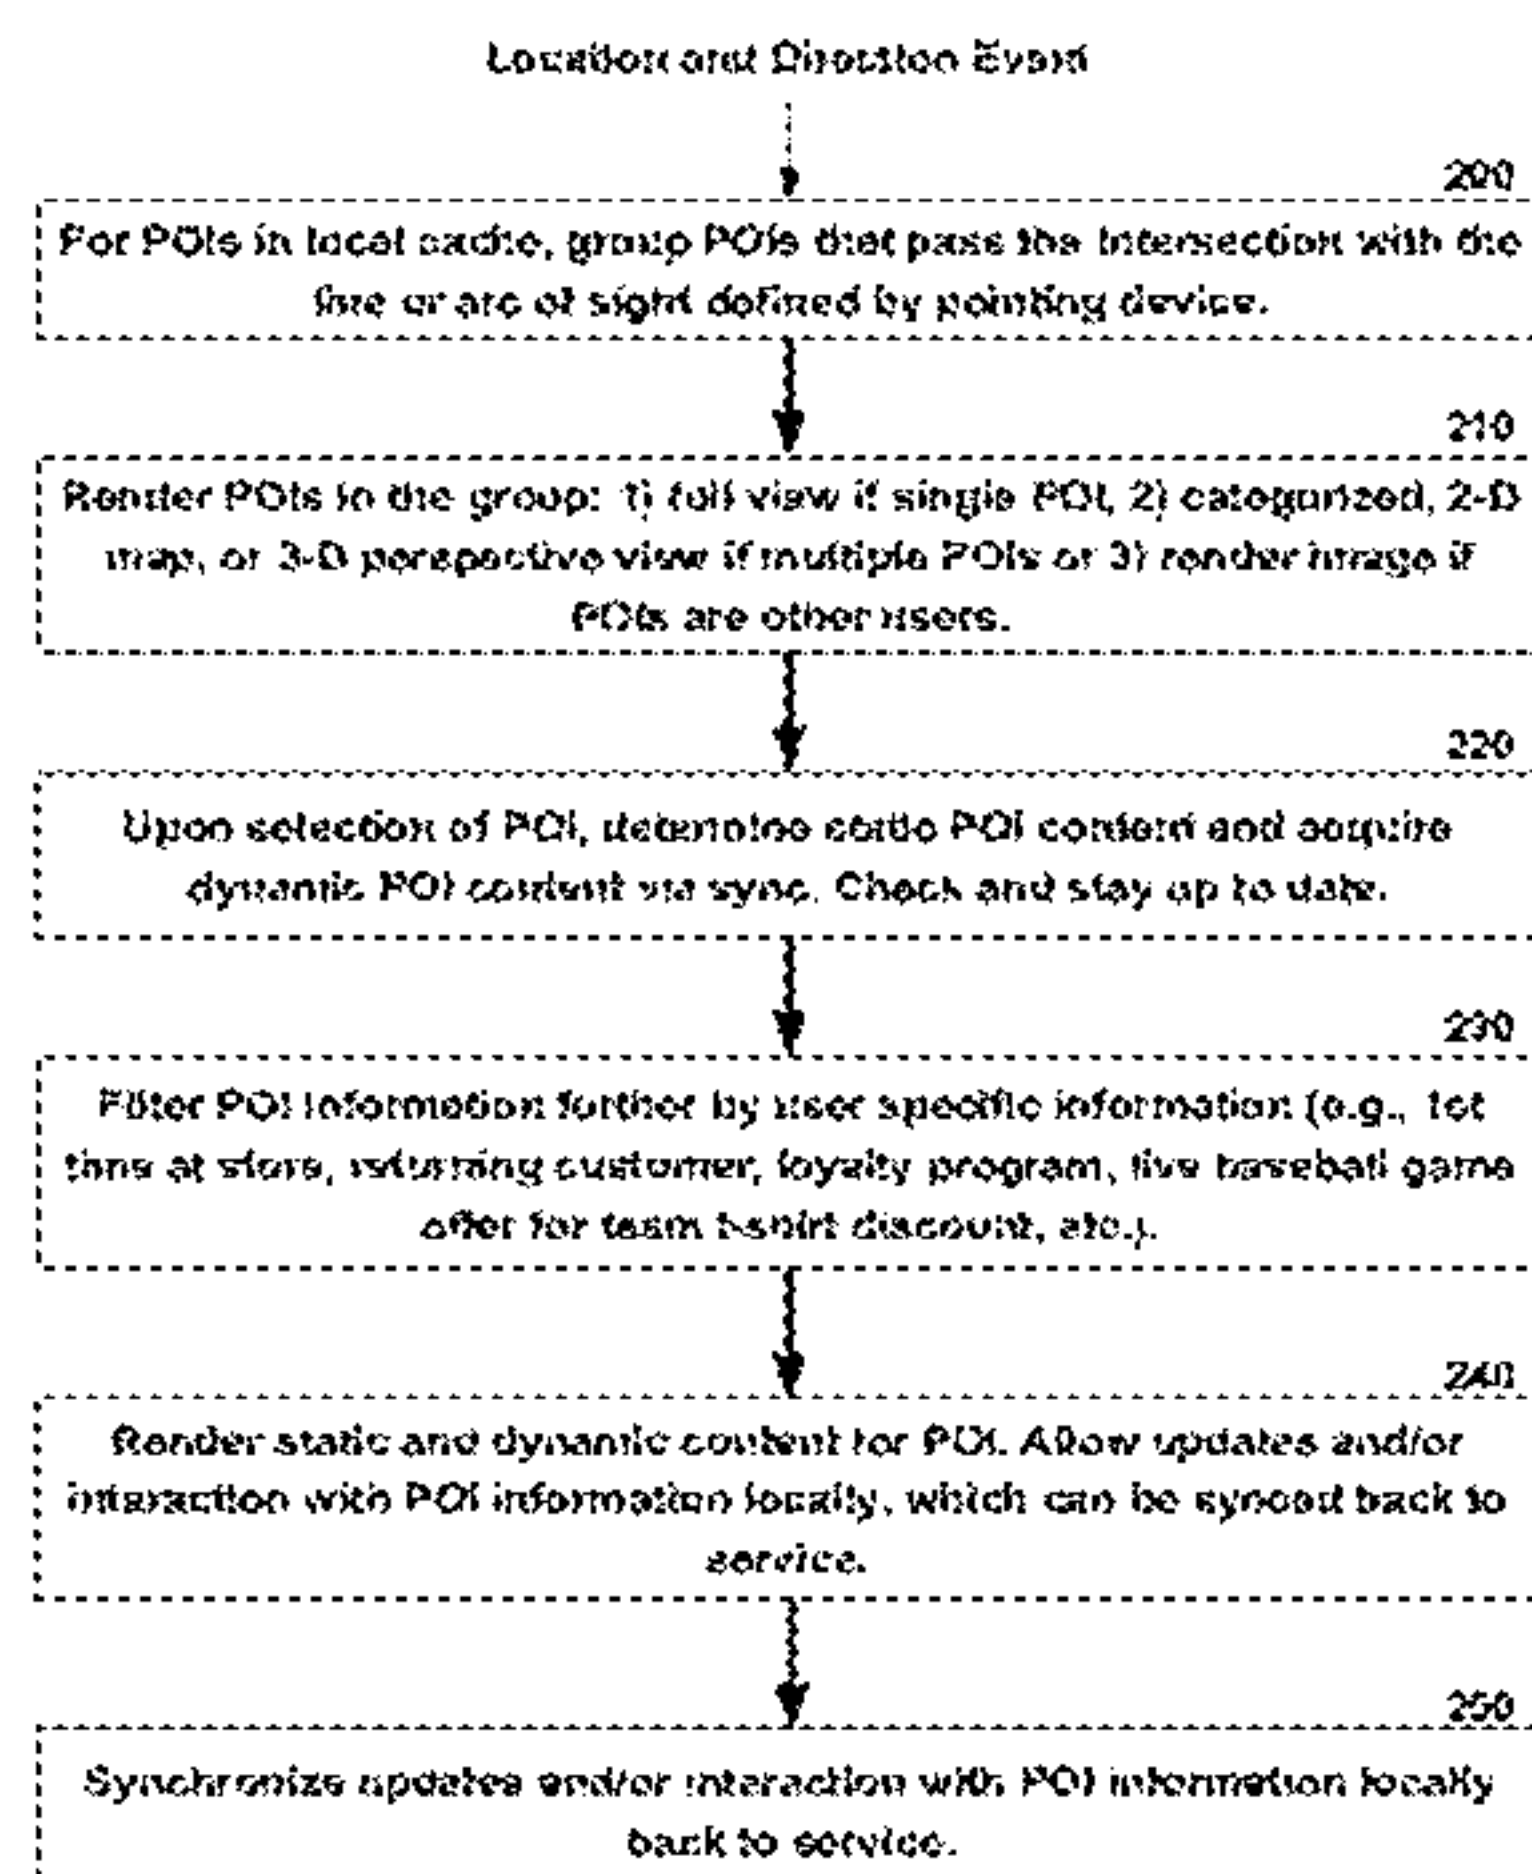 Location and Direction Event
200
For POIs in local cache, group POIs that pass the intersection with the
line or arc of sight defined by pointing device.
210
Render POIs in the group: 1) full view if single POI, 2) categorized, 2-D
map, or 3-D perspective view if multiple POIs or 3) render image if
POIs are other users.
220
Upon selection of POI, determine static POI content and acquire
dynamic POI content via sync. Check and stay up to date.
230
Filter POI information further by user specific information (e.g., 1st
time at store, returning customer, loyalty program, live baseball game
offer for team t-shirt discount, etc.).
240
Render static and dynamic content for POI. Allow updates and/or
interaction with POI information locally, which can be synced back to
service.
250
Synchronize updates and/or interaction with POI information locally
back to service.